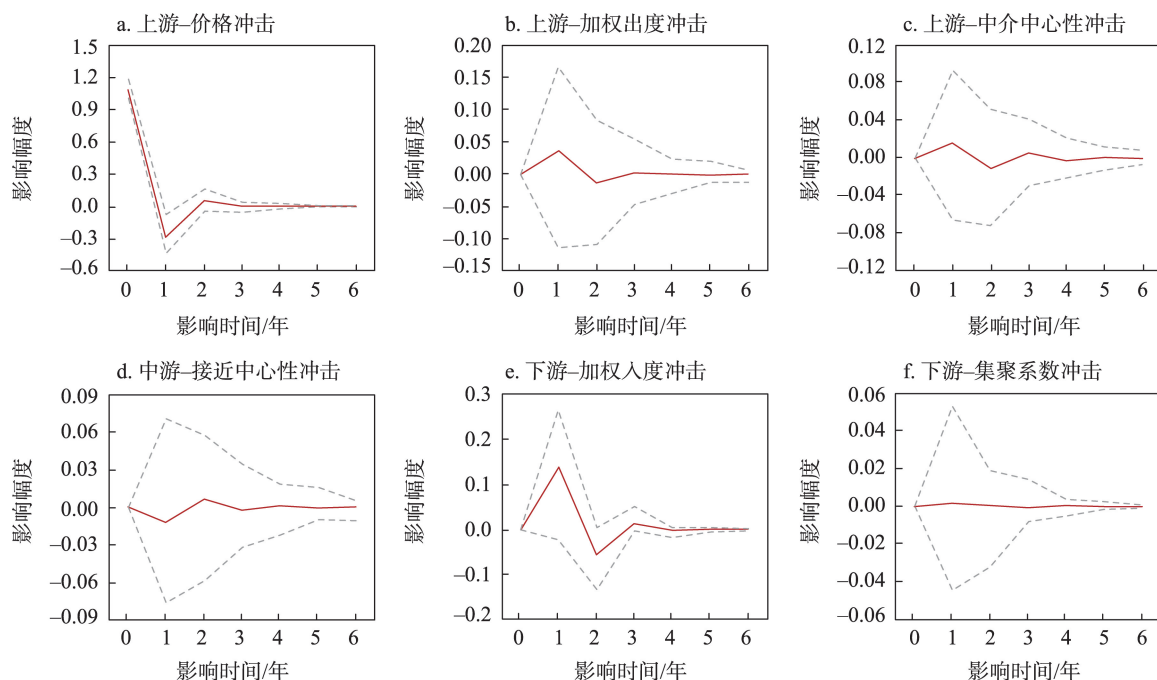 a. 上游–价格冲击
1.5
1.2
0.9
0.6
0.3
0.0
–0.3
–0.6
影响幅度
0 1 2 3 4 5 6
影响时间/年
b. 上游–加权出度冲击
0.20
0.15
0.10
0.05
0.00
–0.05
–0.10
–0.15
影响幅度
0 1 2 3 4 5 6
影响时间/年
c. 上游–中介中心性冲击
0.12
0.08
0.04
0.00
–0.04
–0.08
–0.12
影响幅度
0 1 2 3 4 5 6
影响时间/年
d. 中游–接近中心性冲击
0.09
0.06
0.03
0.00
–0.03
–0.06
–0.09
影响幅度
0 1 2 3 4 5 6
影响时间/年
e. 下游–加权入度冲击
0.3
0.2
0.1
0.0
–0.1
–0.2
影响幅度
0 1 2 3 4 5 6
影响时间/年
f. 下游–集聚系数冲击
0.06
0.04
0.02
0.00
–0.02
–0.04
–0.06
影响幅度
0 1 2 3 4 5 6
影响时间/年